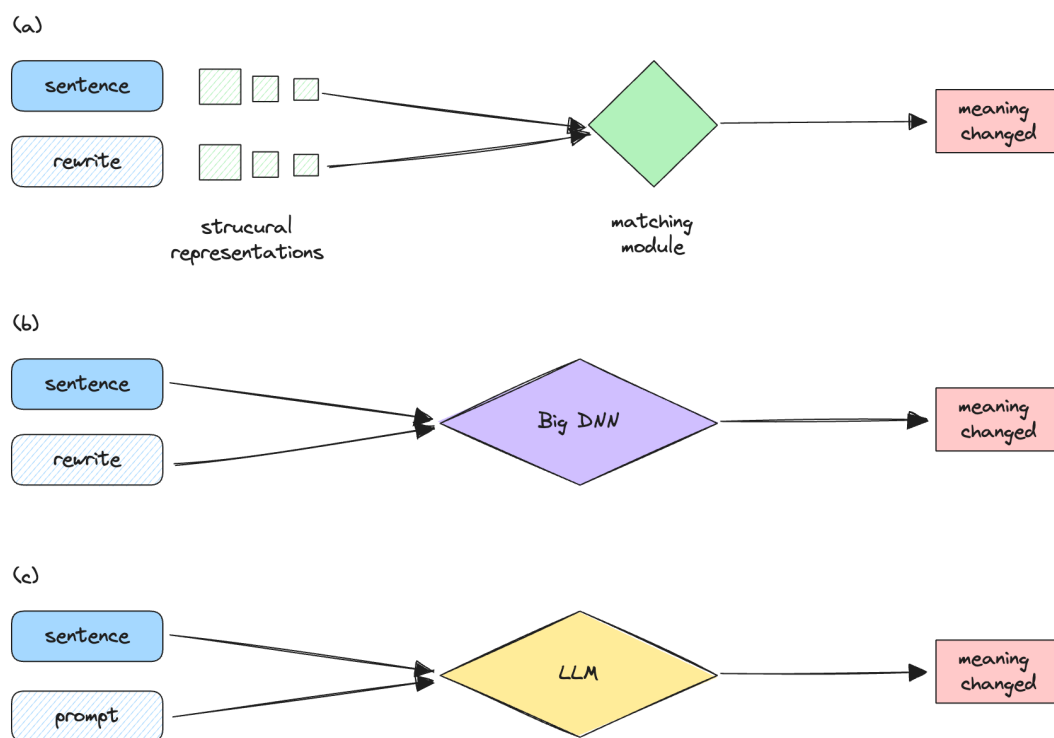 (a)
sentence
rewrite
strucural
representations
matching
module
meaning
changed
(b)
sentence
rewrite
Big DNN
meaning
changed
(c)
sentence
prompt
LLM
meaning
changed